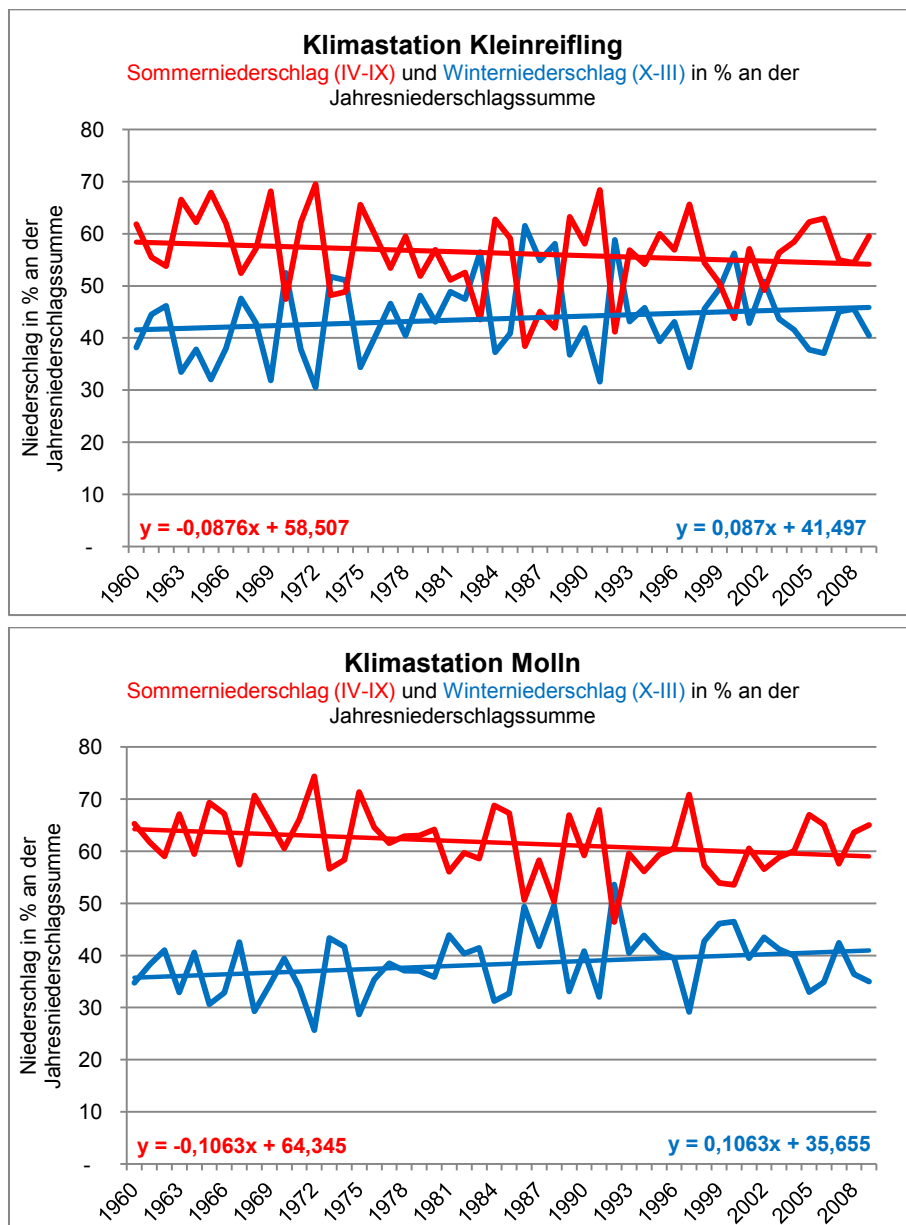 Klimastation Kleinreifling
Sommerniederschlag (IV-IX) und Winterniederschlag (X-III) in % an der
Jahresniederschlagssumme
Niederschlag in % an der
Jahresniederschlagssumme
80
70
60
50
40
30
20
10
-
y = -0,0876x + 58,507
y = 0,087x + 41,497
1960 1963 1966 1969 1972 1975 1978 1981 1984 1987 1990 1993 1996 1999 2002 2005 2008
Klimastation Molln
Sommerniederschlag (IV-IX) und Winterniederschlag (X-III) in % an der
Jahresniederschlagssumme
Niederschlag in % an der
Jahresniederschlagssumme
80
70
60
50
40
30
20
10
-
y = -0,1063x + 64,345
y = 0,1063x + 35,655
1960 1963 1966 1969 1972 1975 1978 1981 1984 1987 1990 1993 1996 1999 2002 2005 2008